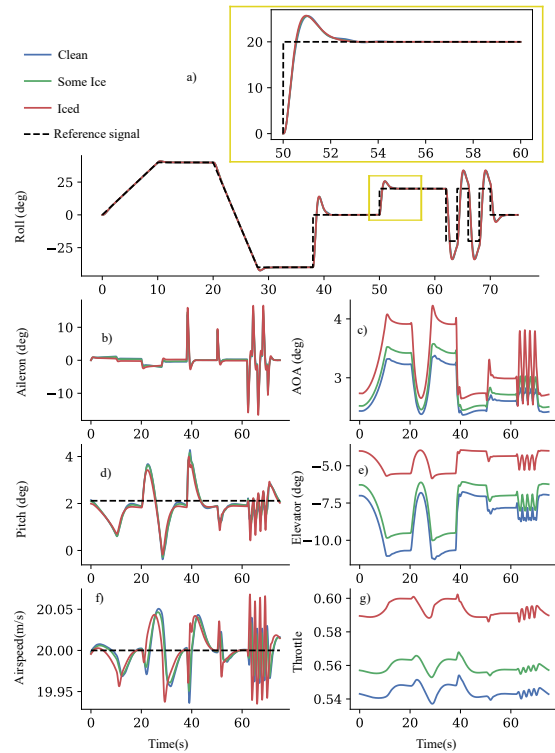 Clean
Some Ice
Iced
Reference signal
a)
20
10
0
50 52 54 56 58 60
Roll (deg)
25
0
−25
0 10 20 30 40 50 60 70
b)
Aileron (deg)
10
0
−10
0 20 40 60
c)
AOA (deg)
4
3
0 20 40 60
d)
Pitch (deg)
4
2
0
0 20 40 60
e)
Elevator (deg)
−5.0
−7.5
−10.0
0 20 40 60
f)
Airspeed(m/s)
20.05
20.00
19.95
0 20 40 60
Time(s)
g)
Throttle
0.60
0.58
0.56
0.54
0 20 40 60
Time(s)